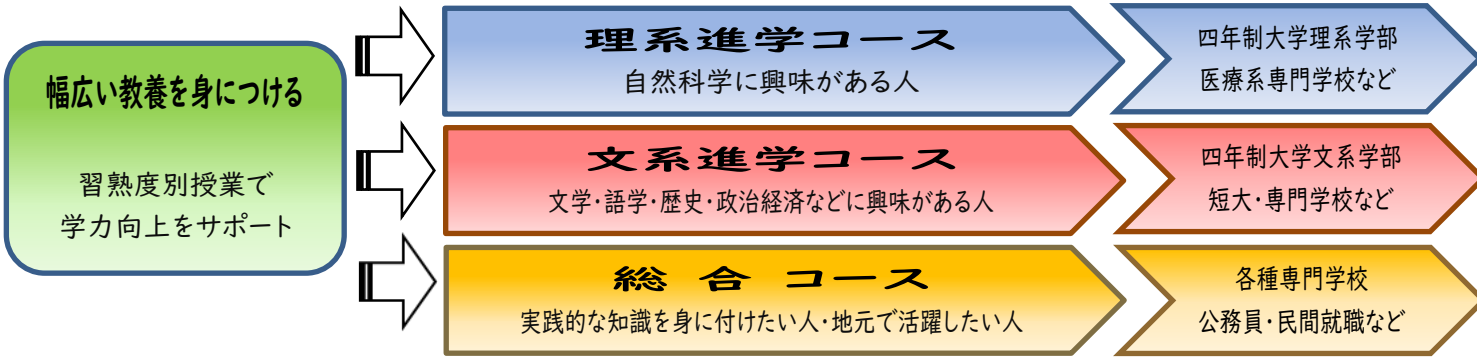 幅広い教養を身につける
習熟度別授業で
学力向上をサポート
理系進学コース
自然科学に興味がある人
四年制大学理系学部
医療系専門学校など
文系進学コース
文学・語学・歴史・政治経済などに興味がある人
四年制大学文系学部
短大・専門学校など
総合 コース
実践的な知識を身に付けたい人・地元で活躍したい人
各種専門学校
公務員・民間就職など